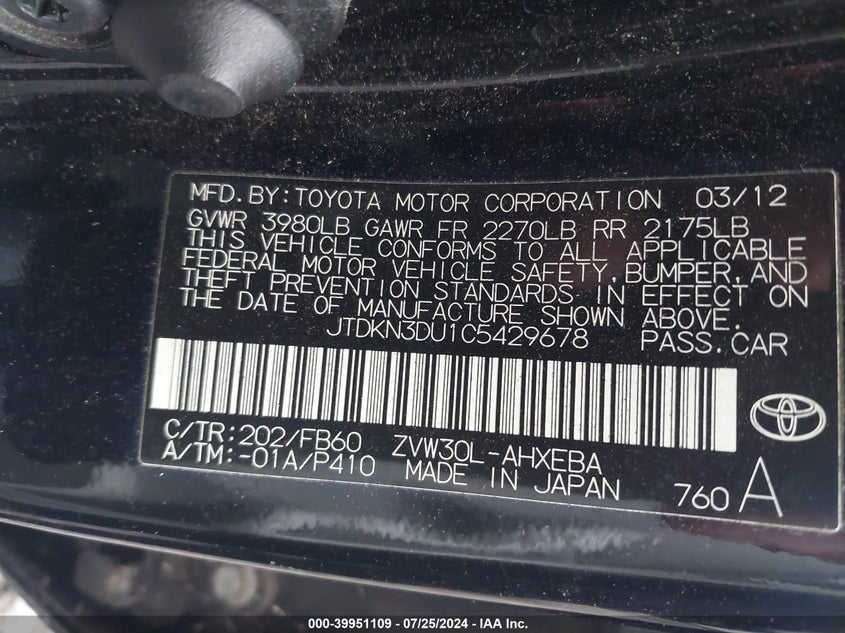 MFD.BY:TOYOTA MOTOR CORPORATION 03/12
GVWR 3980LB GAWR FR 2270LB RR 2175LB
THIS VEHICLE CONFORMS TO ALL APPLICABLE
FEDERAL MOTOR VEHICLE SAFETY,BUMPER,AND
THEFT PREVENTION STANDARDS IN EFFECT ON
THE DATE OF MANUFACTURE SHOWN ABOVE.
JTDKN3DU1C5429678 PASS.CAR
C/TR:202/FB60 ZVW30L-AHXEBA
A/TM:-01A/P410 MADE IN JAPAN
760 A
000-39951109 - 07/25/2024 - IAA Inc.